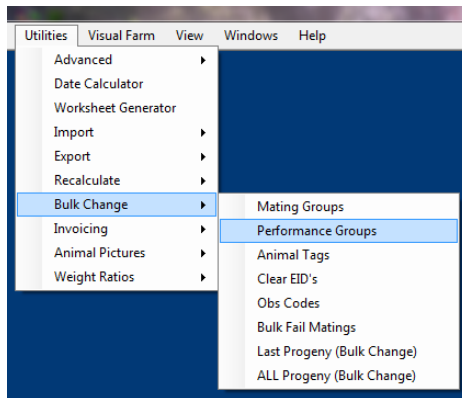 Utilities Visual Farm View Windows Help
Advanced
Date Calculator
Worksheet Generator
Import
Export
Recalculate
Bulk Change
Invoicing
Animal Pictures
Weight Ratios
Mating Groups
Performance Groups
Animal Tags
Clear EID's
Obs Codes
Bulk Fail Matings
Last Progeny (Bulk Change)
ALL Progeny (Bulk Change)